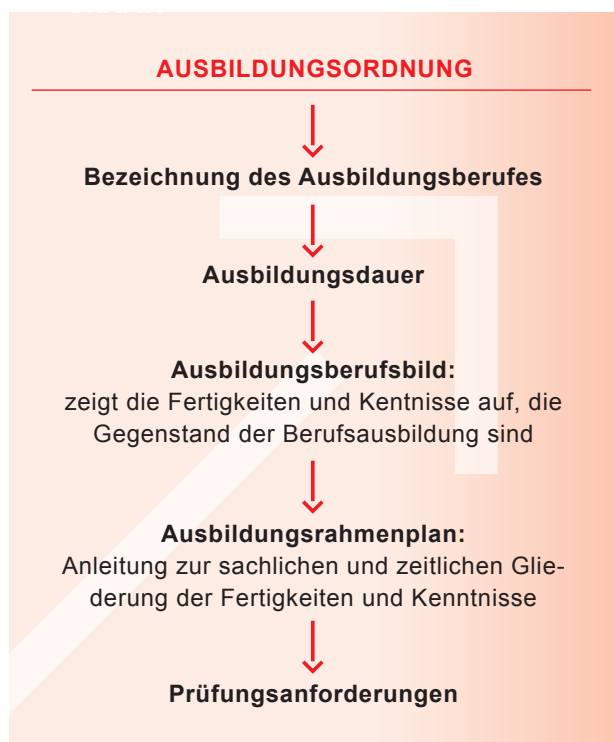 AUSBILDUNGSORDNUNG
Bezeichnung des Ausbildungsberufes
Ausbildungsdauer
Ausbildungsberufsbild:
zeigt die Fertigkeiten und Kentnisse auf, die
Gegenstand der Berufsausbildung sind
Ausbildungsrahmenplan:
Anleitung zur sachlichen und zeitlichen Glie-
derung der Fertigkeiten und Kenntnisse
Prüfungsanforderungen